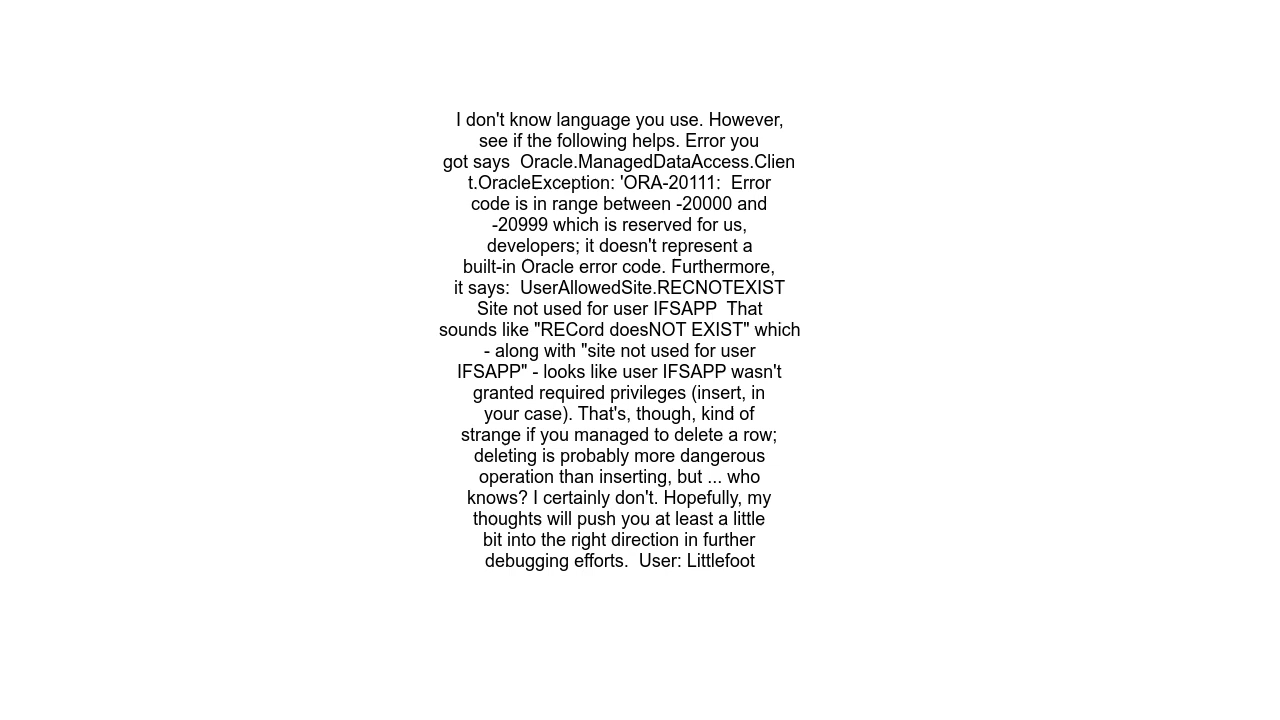 I don't know language you use. However,
see if the following helps. Error you
got says  Oracle.ManagedDataAccess.Clien
t.OracleException: 'ORA-20111:  Error
code is in range between -20000 and
-20999 which is reserved for us,
developers; it doesn't represent a
built-in Oracle error code. Furthermore,
it says:  UserAllowedSite.RECNOTEXIST
Site not used for user IFSAPP  That
sounds like "RECord doesNOT EXIST" which
- along with "site not used for user
IFSAPP" - looks like user IFSAPP wasn't
granted required privileges (insert, in
your case). That's, though, kind of
strange if you managed to delete a row;
deleting is probably more dangerous
operation than inserting, but ... who
knows? I certainly don't. Hopefully, my
thoughts will push you at least a little
bit into the right direction in further
debugging efforts.  User: Littlefoot